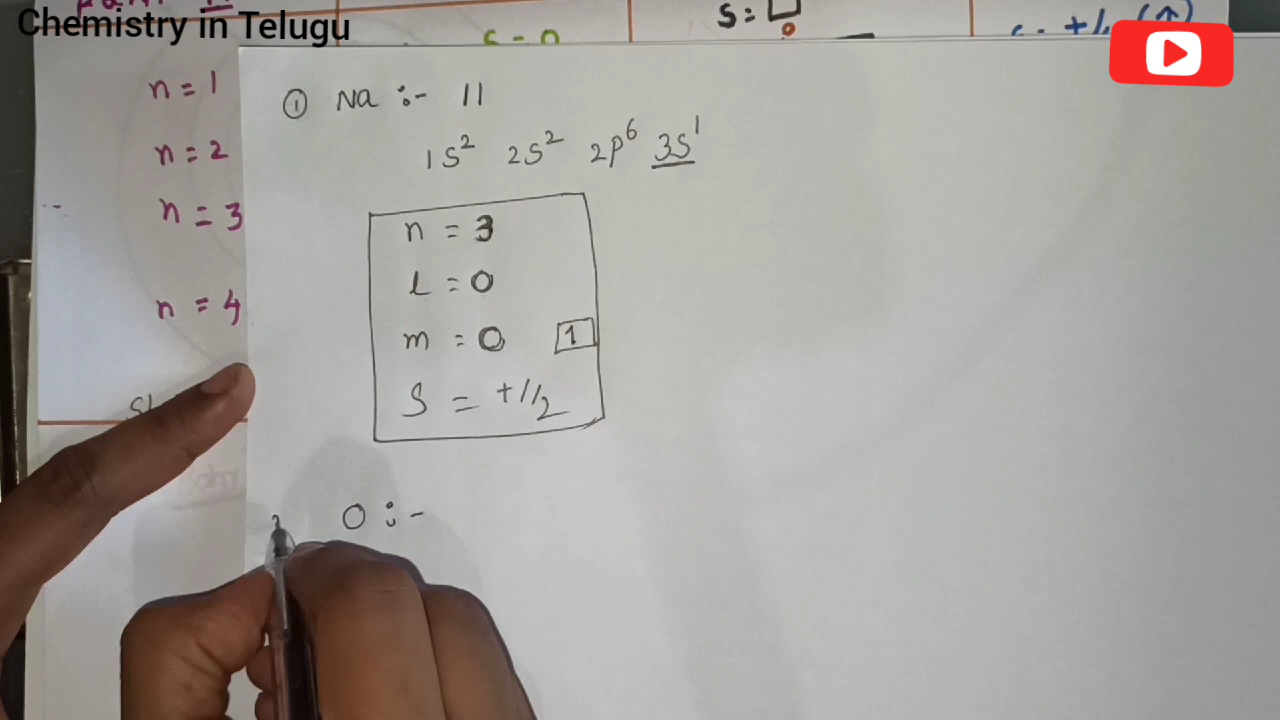 Chemistry in Telugu
n = 1
n = 2
n = 3
n = 4
① Na :- 11
1s² 2s² 2p⁶ 3s¹
n = 3
l = 0
m = 0 1
S = +1/2
O :-